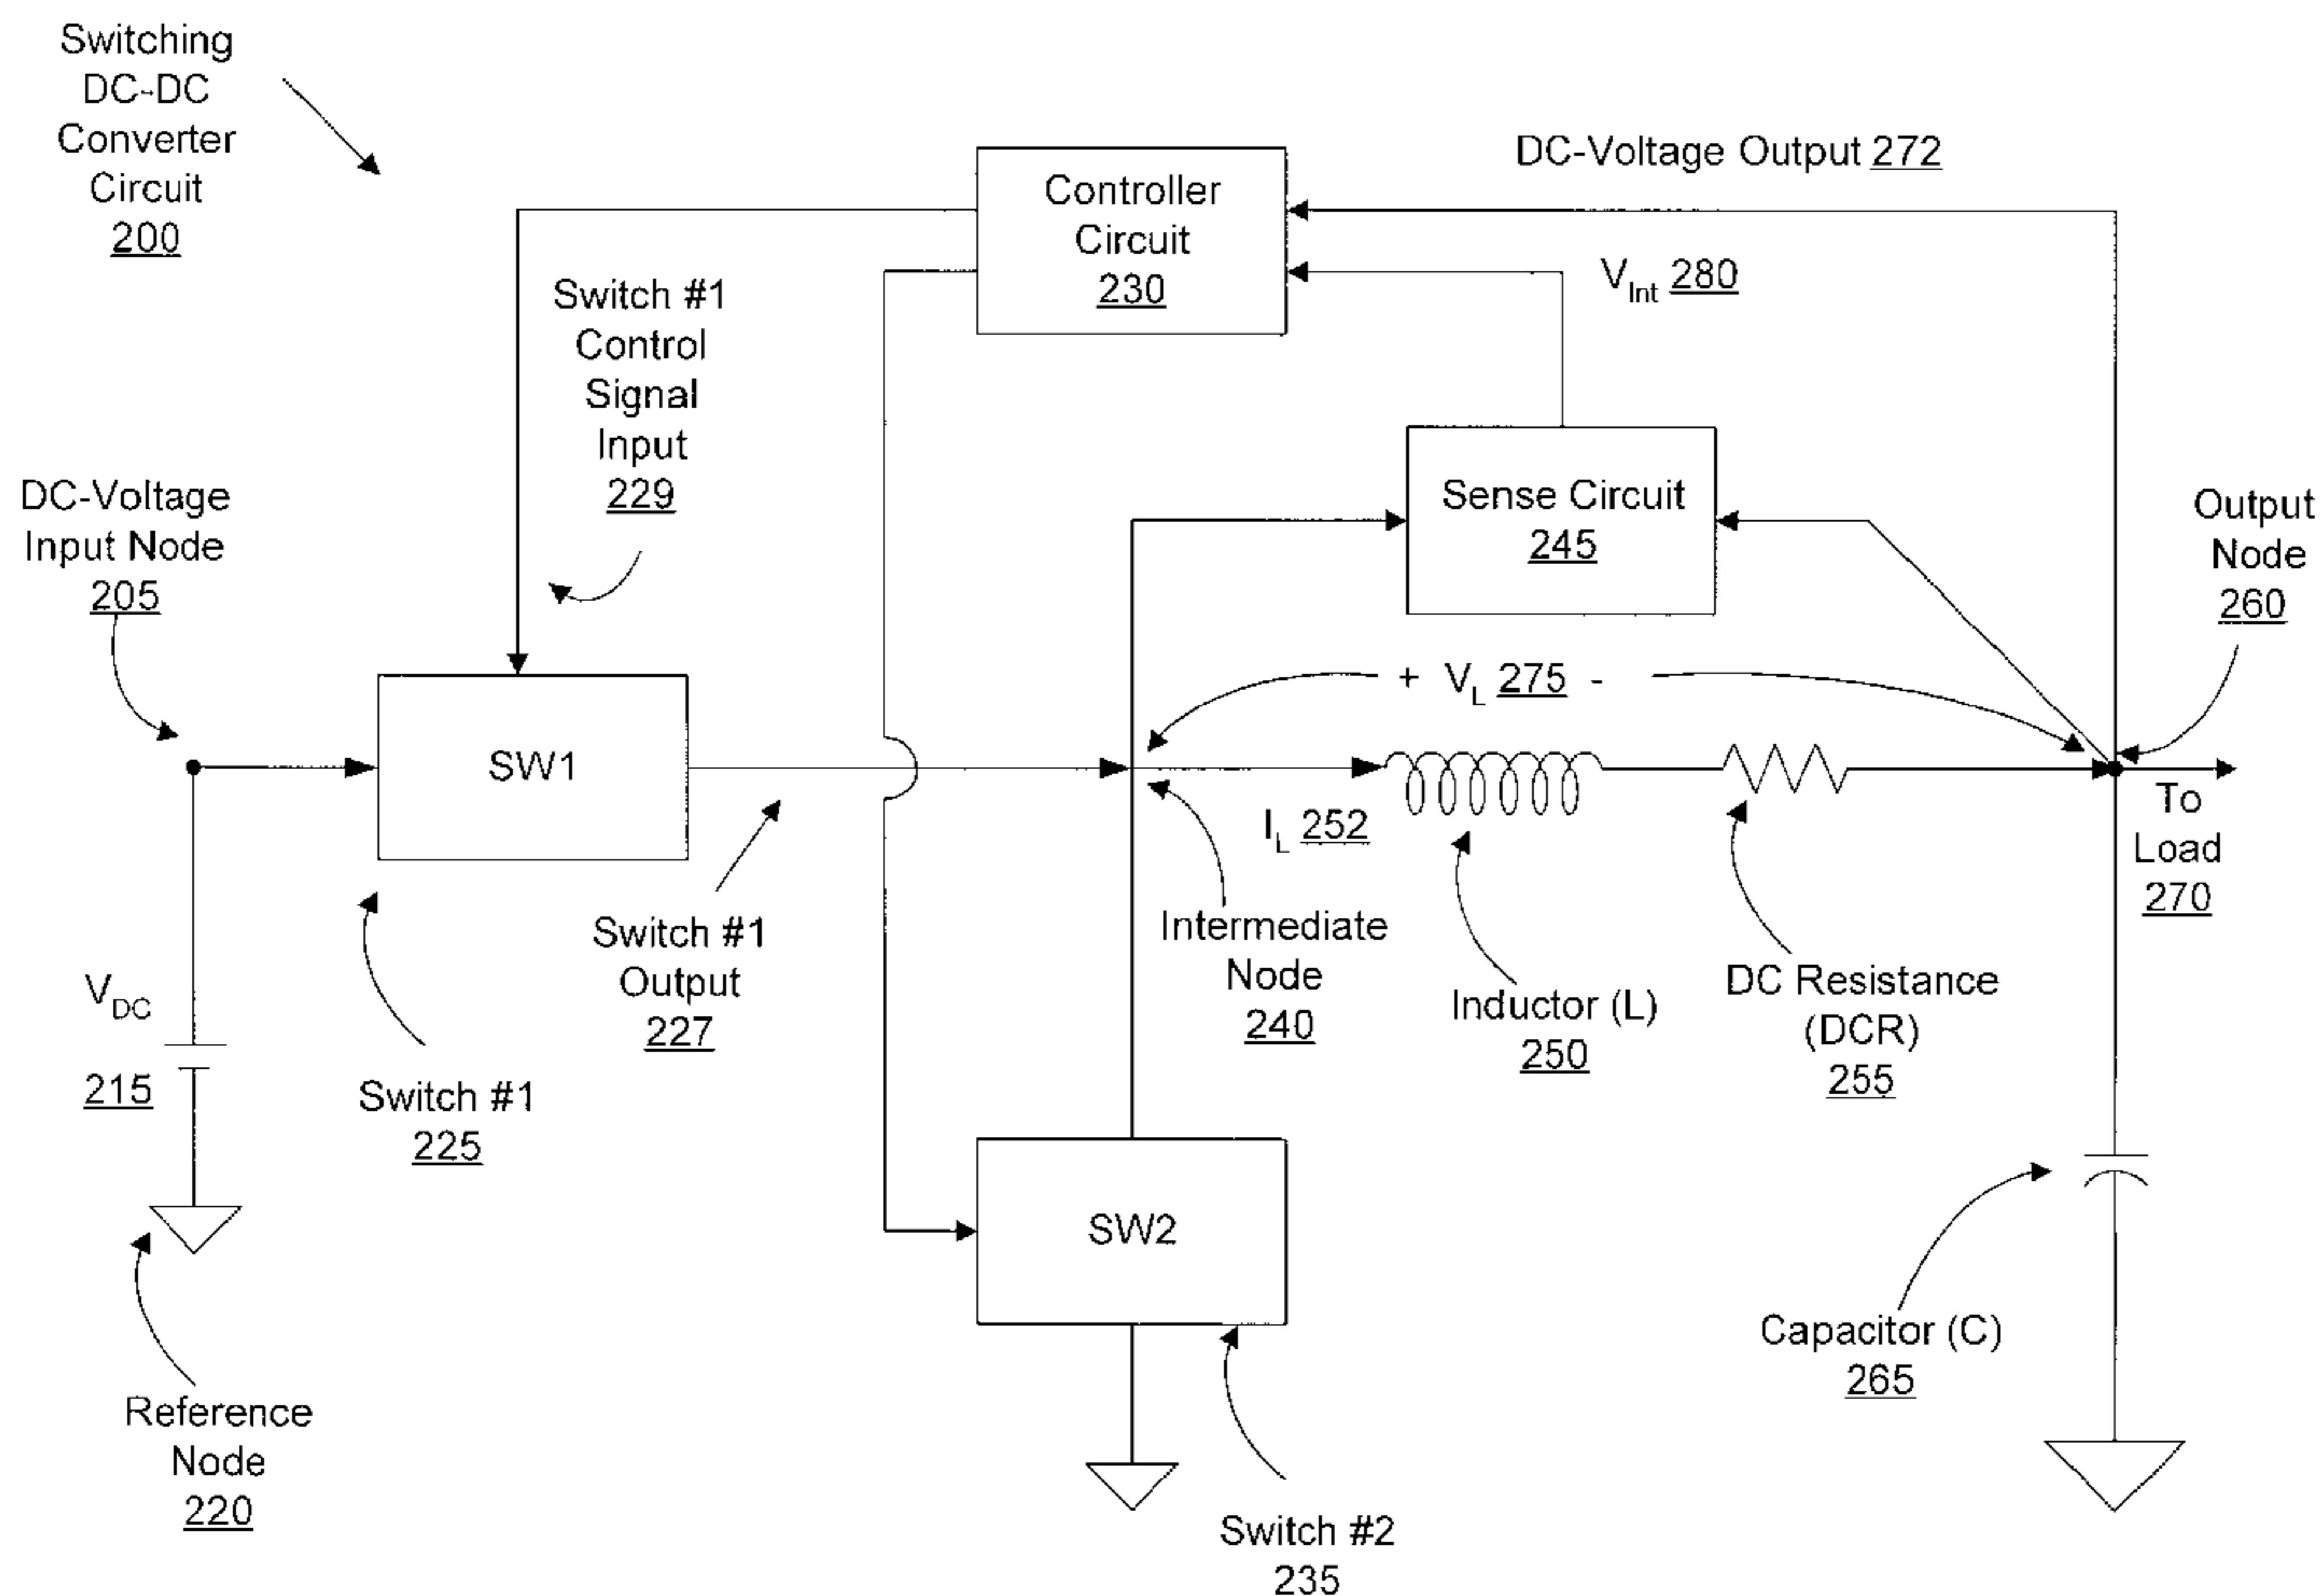 Switching
DC-DC
Converter
Circuit
200
Controller
Circuit
230
DC-Voltage Output 272
VInt 280
Switch #1
Control
Signal
Input
229
Sense Circuit
245
DC-Voltage
Input Node
205
Output
Node
260
SW1
+ VL 275 -
IL 252
To
Load
270
Switch #1
Output
227
Intermediate
Node
240
Inductor (L)
250
DC Resistance
(DCR)
255
VDC
215
Switch #1
225
SW2
Capacitor (C)
265
Reference
Node
220
Switch #2
235